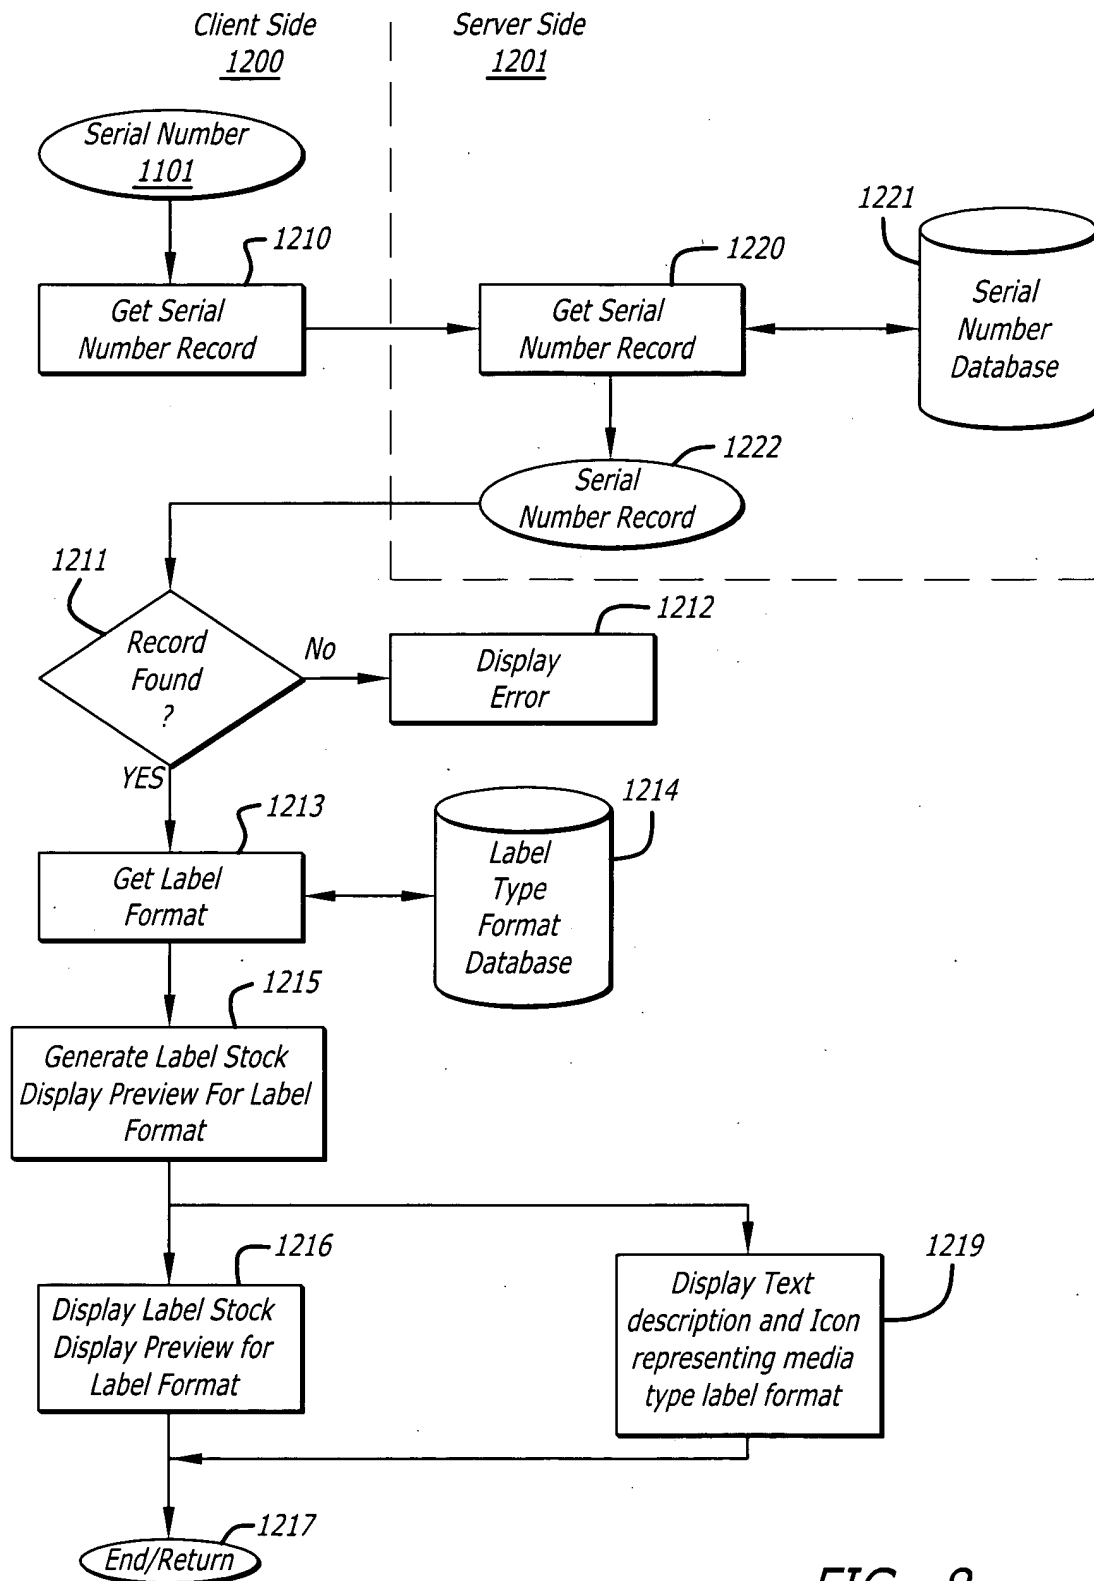 Client Side
1200
Server Side
1201
Serial Number
1101
1210
Get Serial
Number Record
1220
Get Serial
Number Record
1221
Serial
Number
Database
1222
Serial
Number Record
1211
Record
Found
?
No
1212
Display
Error
YES
1213
Get Label
Format
1214
Label
Type
Format
Database
1215
Generate Label Stock
Display Preview For Label
Format
1216
Display Label Stock
Display Preview for
Label Format
1219
Display Text
description and Icon
representing media
type label format
1217
End/Return